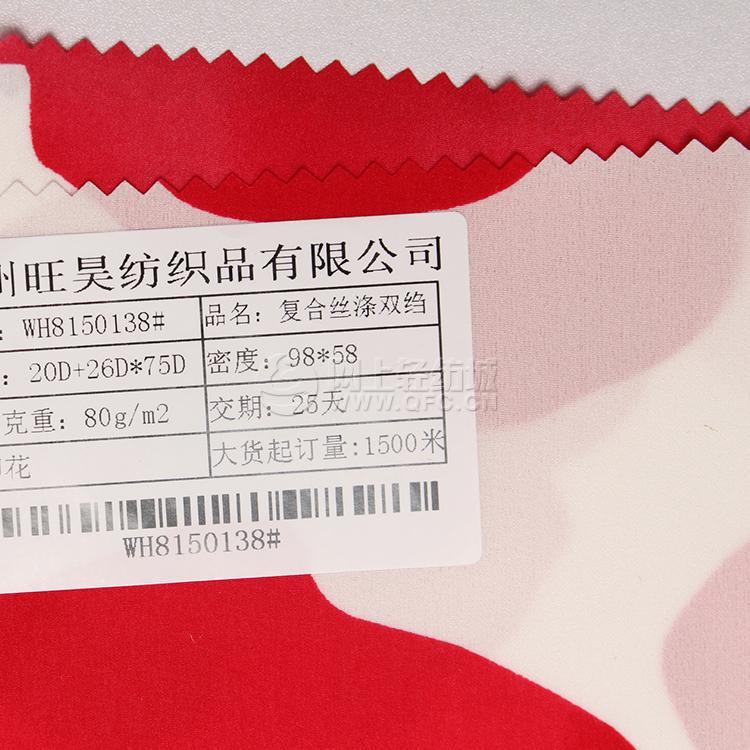 州旺昊纺织品有限公司
: WH8150138# 品名: 复合丝涤双绉
: 20D+26D*75D 密度: 98*58
克重: 80g/m2 交期: 25天
印花 大货起订量:1500米
WH8150138#
网上轻纺城
WWW.QFC.CN